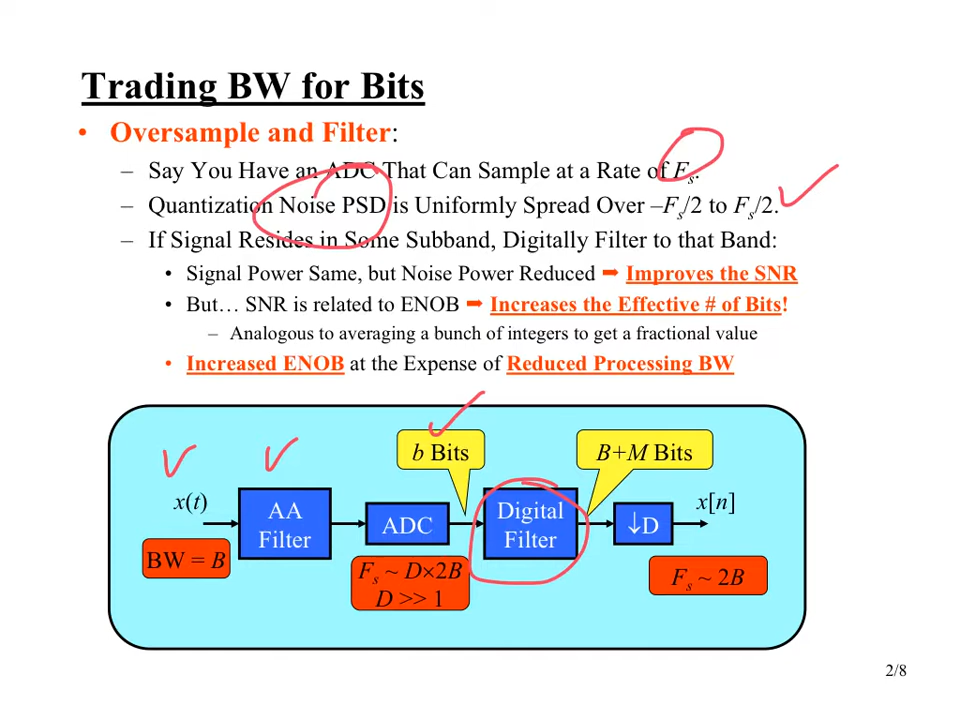 Trading BW for Bits
• Oversample and Filter:
– Say You Have an ADC That Can Sample at a Rate of Fs.
– Quantization Noise PSD is Uniformly Spread Over –Fs/2 to Fs/2.
– If Signal Resides in Some Subband, Digitally Filter to that Band:
• Signal Power Same, but Noise Power Reduced ➡ Improves the SNR
• But… SNR is related to ENOB ➡ Increases the Effective # of Bits!
– Analogous to averaging a bunch of integers to get a fractional value
• Increased ENOB at the Expense of Reduced Processing BW
b Bits
B+M Bits
x(t)
AA
Filter
ADC
Digital
Filter
↓D
x[n]
BW = B
Fs ~ D×2B
D >> 1
Fs ~ 2B
2/8